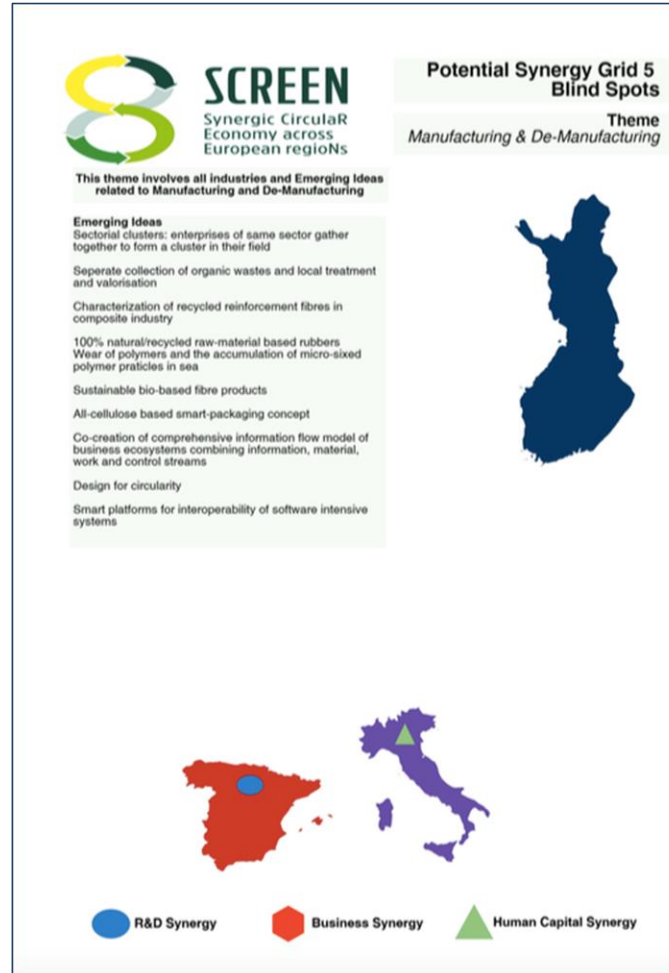 SCREEN
Synergic CirculaR
Economy across
European regioNs
Potential Synergy Grid 5
Blind Spots
Theme
Manufacturing & De-Manufacturing
This theme involves all industries and Emerging Ideas
related to Manufacturing and De-Manufacturing
Emerging Ideas
Sectorial clusters: enterprises of same sector gather
together to form a cluster in their field
Seperate collection of organic wastes and local treatment
and valorisation
Characterization of recycled reinforcement fibres in
composite industry
100% natural/recycled raw-material based rubbers
Wear of polymers and the accumulation of micro-sixed
polymer praticles in sea
Sustainable bio-based fibre products
All-cellulose based smart-packaging concept
Co-creation of comprehensive information flow model of
business ecosystems combining information, material,
work and control streams
Design for circularity
Smart platforms for interoperability of software intensive
systems
R&D Synergy
Business Synergy
Human Capital Synergy